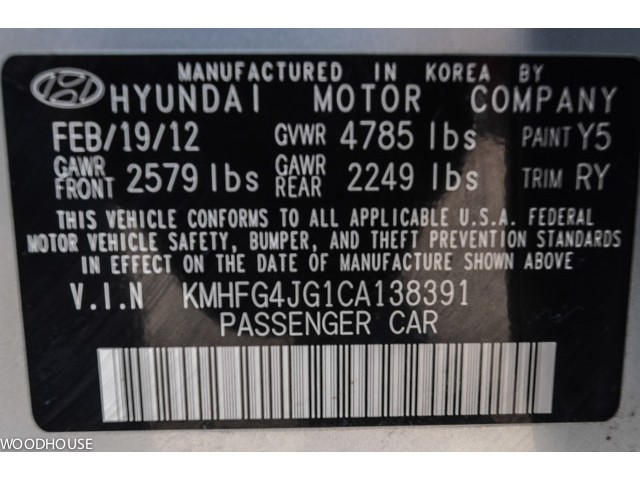 MANUFACTURED IN KOREA BY
HYUNDAI MOTOR COMPANY
FEB/19/12 GVWR 4785 lbs PAINT Y5
GAWR FRONT 2579 lbs GAWR REAR 2249 lbs TRIM RY
THIS VEHICLE CONFORMS TO ALL APPLICABLE U.S.A. FEDERAL
MOTOR VEHICLE SAFETY, BUMPER, AND THEFT PREVENTION STANDARDS
IN EFFECT ON THE DATE OF MANUFACTURE SHOWN ABOVE
V.I.N KMHFG4JG1CA138391
PASSENGER CAR
WOODHOUSE